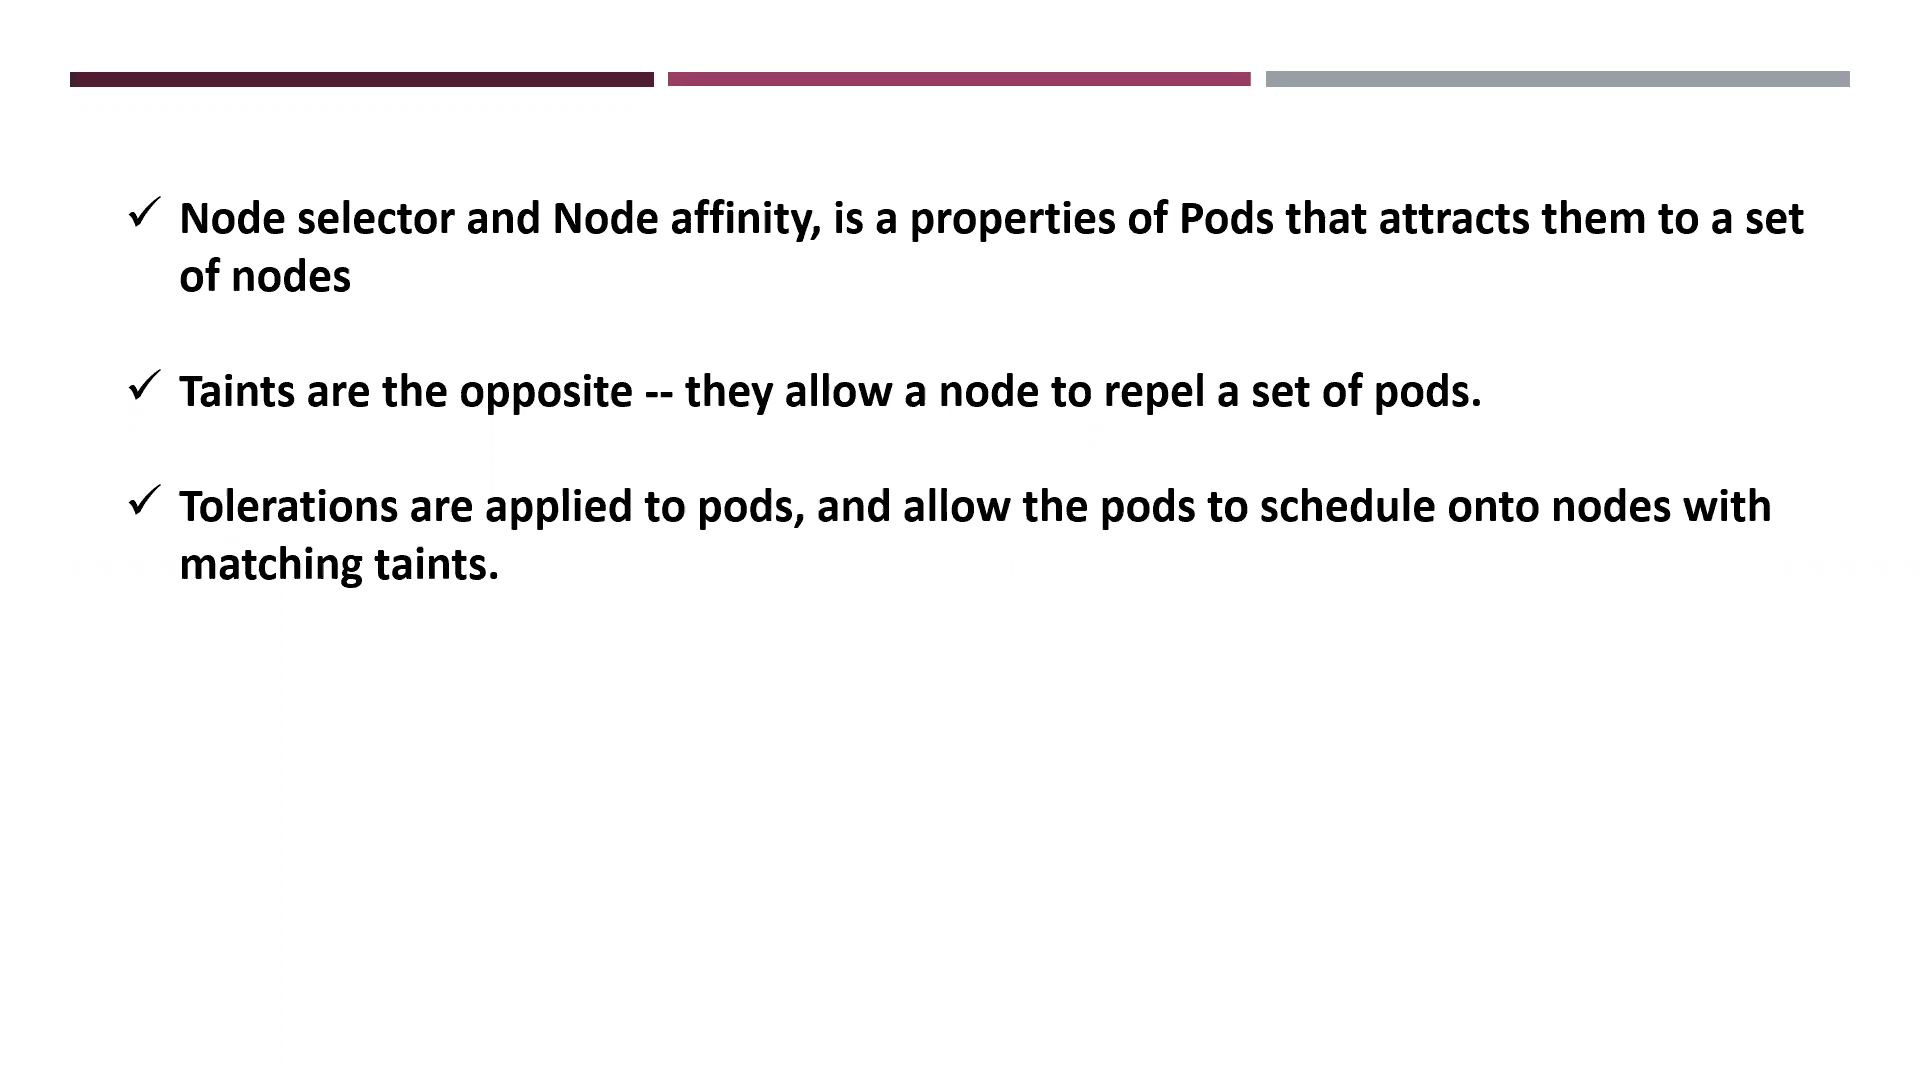 ✓ Node selector and Node affinity, is a properties of Pods that attracts them to a set
of nodes
✓ Taints are the opposite -- they allow a node to repel a set of pods.
✓ Tolerations are applied to pods, and allow the pods to schedule onto nodes with
matching taints.